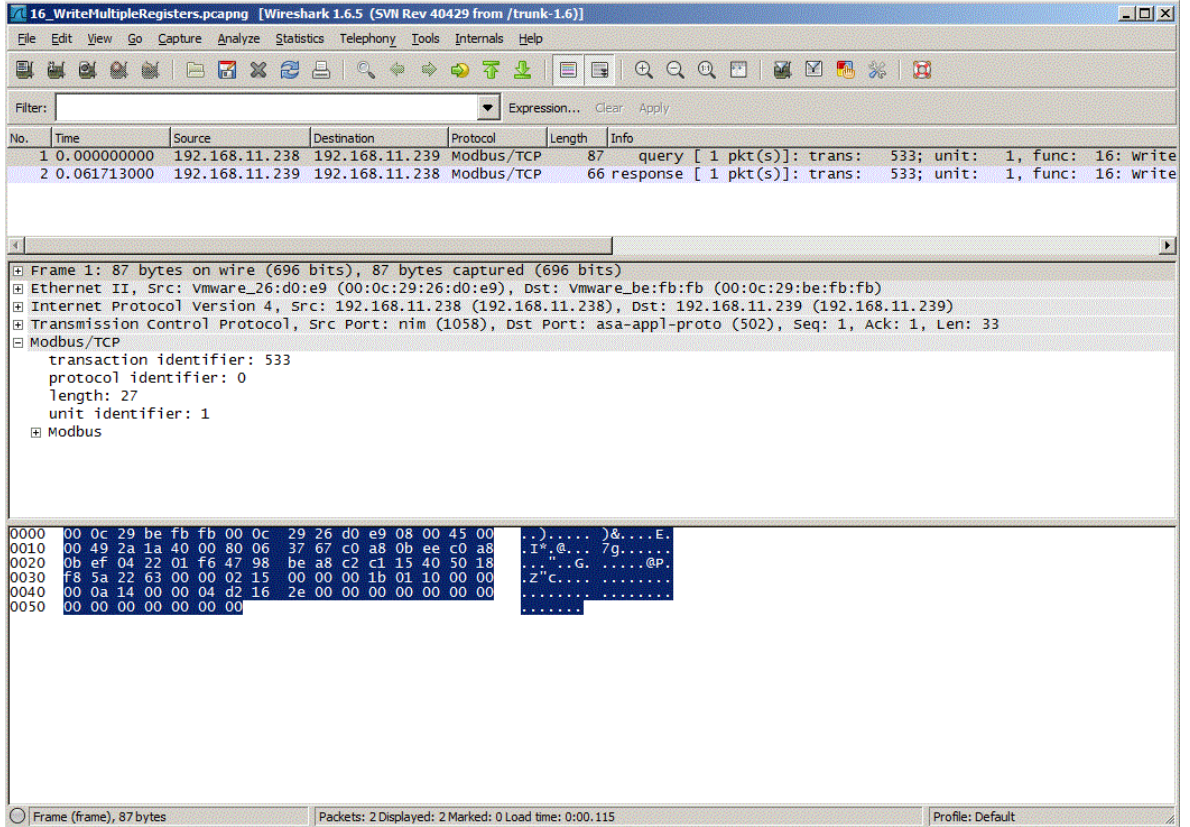 16_WriteMultipleRegisters.pcapng [Wireshark 1.6.5 (SVN Rev 40429 from /trunk-1.6)]
File Edit View Go Capture Analyze Statistics Telephony Tools Internals Help
Filter: Expression... Clear Apply
No. Time Source Destination Protocol Length Info
1 0.000000000 192.168.11.238 192.168.11.239 Modbus/TCP 87 query [ 1 pkt(s)]: trans: 533; unit: 1, func: 16: Write
2 0.061713000 192.168.11.239 192.168.11.238 Modbus/TCP 66 response [ 1 pkt(s)]: trans: 533; unit: 1, func: 16: Write
Frame 1: 87 bytes on wire (696 bits), 87 bytes captured (696 bits)
Ethernet II, Src: Vmware_26:d0:e9 (00:0c:29:26:d0:e9), Dst: Vmware_be:fb:fb (00:0c:29:be:fb:fb)
Internet Protocol Version 4, Src: 192.168.11.238 (192.168.11.238), Dst: 192.168.11.239 (192.168.11.239)
Transmission Control Protocol, Src Port: nim (1058), Dst Port: asa-appl-proto (502), Seq: 1, Ack: 1, Len: 33
Modbus/TCP
transaction identifier: 533
protocol identifier: 0
length: 27
unit identifier: 1
Modbus
0000 00 0c 29 be fb fb 00 0c 29 26 d0 e9 08 00 45 00 ..)..... )&....E.
0010 00 49 2a 1a 40 00 80 06 37 67 c0 a8 0b ee c0 a8 .I*.@... 7g......
0020 0b ef 04 22 01 f6 47 98 be a8 c2 c1 15 40 50 18 ..."..G. .....@P.
0030 f8 5a 22 63 00 00 02 15 00 00 00 1b 01 10 00 00 .Z"c.... ........
0040 00 0a 14 00 00 04 d2 16 2e 00 00 00 00 00 00 00 ........ ........
0050 00 00 00 00 00 00 00 .......
Frame (frame), 87 bytes Packets: 2 Displayed: 2 Marked: 0 Load time: 0:00.115 Profile: Default